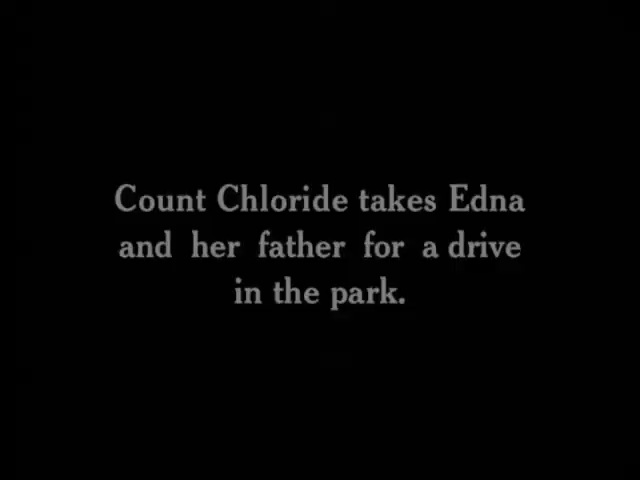 Count Chloride takes Edna
and her father for a drive
in the park.